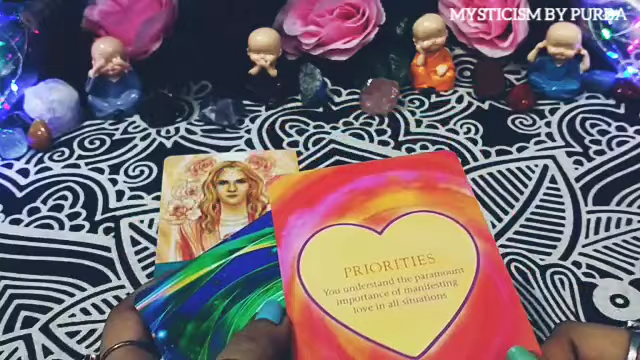 MYSTICISM BY PURBA
PRIORITIES
You understand the paramount
importance of manifesting
love in all situations